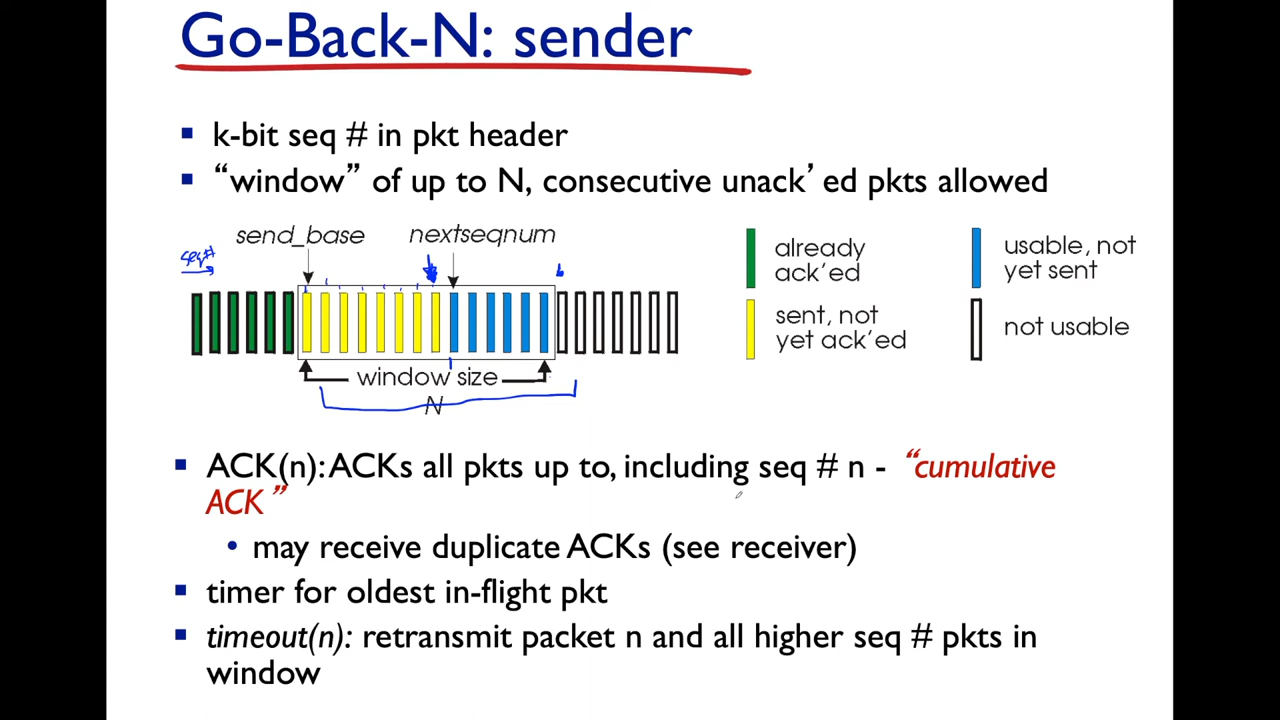 Go-Back-N: sender
▪ k-bit seq # in pkt header
▪ “window” of up to N, consecutive unack’ed pkts allowed
seq#
send_base
nextseqnum
window size
N
already
ack’ed
sent, not
yet ack’ed
usable, not
yet sent
not usable
▪ ACK(n): ACKs all pkts up to, including seq # n - “cumulative
ACK”
• may receive duplicate ACKs (see receiver)
▪ timer for oldest in-flight pkt
▪ timeout(n): retransmit packet n and all higher seq # pkts in
window